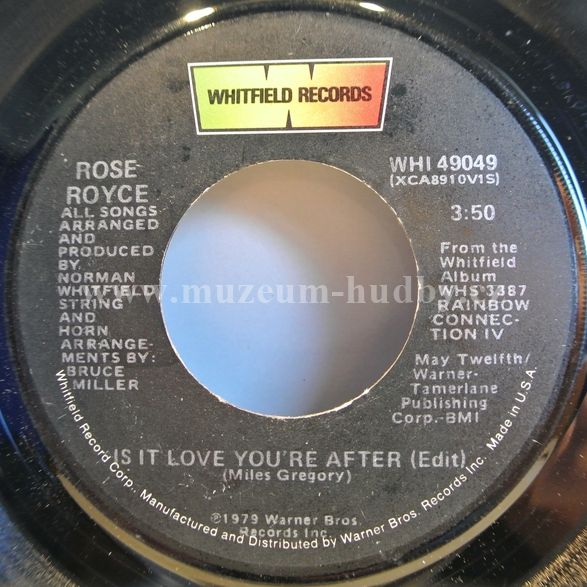 WHITFIELD RECORDS
ROSE
ROYCE
ALL SONGS
ARRANGED
AND
PRODUCED
BY:
NORMAN
WHITFIELD
STRING
AND
HORN
ARRANGE-
MENTS BY:
BRUCE
MILLER
WHI 49049
(XCA8910V1S)
3:50
From the
Whitfield
Album
WHS 3387
RAINBOW
CONNEC-
TION IV
May Twelfth/
Warner-
Tamerlane
Publishing
Corp.-BMI
www.muzeum-hudby
IS IT LOVE YOU'RE AFTER (Edit)
(Miles Gregory)
℗1979 Warner Bros.
Records Inc.
Whitfield Record Corp., Manufactured and Distributed by Warner Bros. Records Inc. Made in U.S.A.